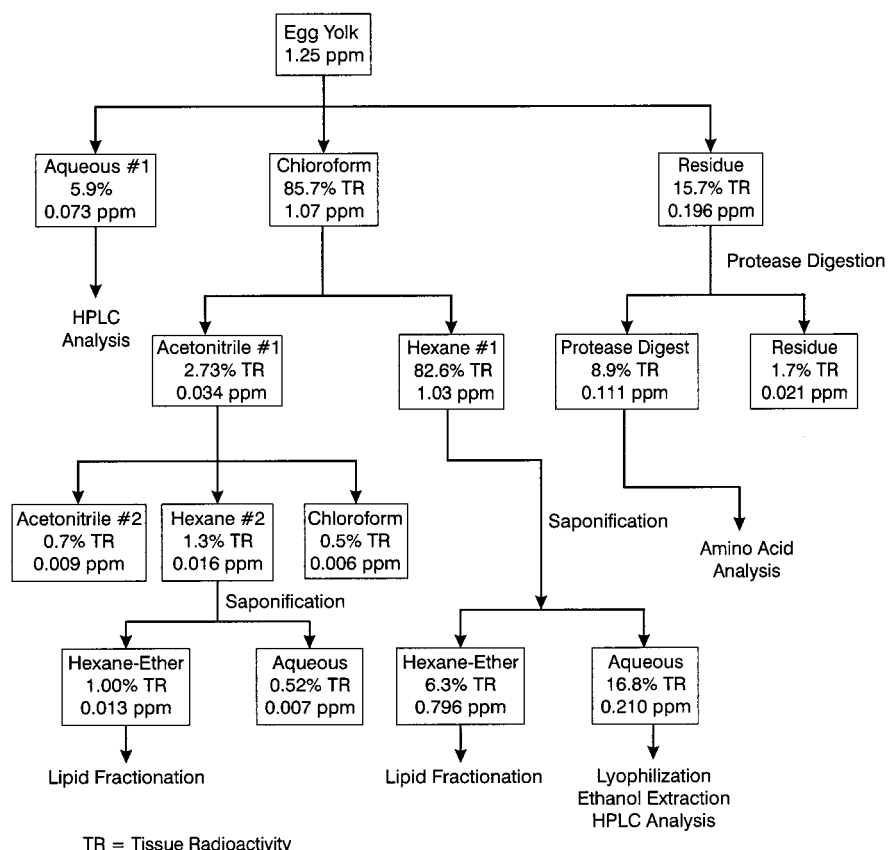 Egg Yolk
1.25 ppm
Aqueous #1
5.9%
0.073 ppm
Chloroform
85.7% TR
1.07 ppm
Residue
15.7% TR
0.196 ppm
Protease Digestion
HPLC
Analysis
Acetonitrile #1
2.73% TR
0.034 ppm
Hexane #1
82.6% TR
1.03 ppm
Protease Digest
8.9% TR
0.111 ppm
Residue
1.7% TR
0.021 ppm
Acetonitrile #2
0.7% TR
0.009 ppm
Hexane #2
1.3% TR
0.016 ppm
Chloroform
0.5% TR
0.006 ppm
Saponification
Amino Acid
Analysis
Saponification
Hexane-Ether
1.00% TR
0.013 ppm
Aqueous
0.52% TR
0.007 ppm
Hexane-Ether
6.3% TR
0.796 ppm
Aqueous
16.8% TR
0.210 ppm
Lipid Fractionation
Lipid Fractionation
Lyophilization
Ethanol Extraction
HPLC Analysis
TR = Tissue Radioactivity